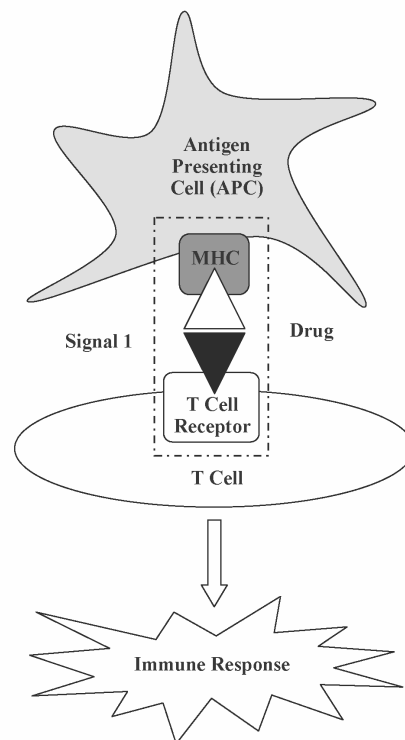 Antigen
Presenting
Cell (APC)
MHC
Signal 1
Drug
T Cell
Receptor
T Cell
Immune Response